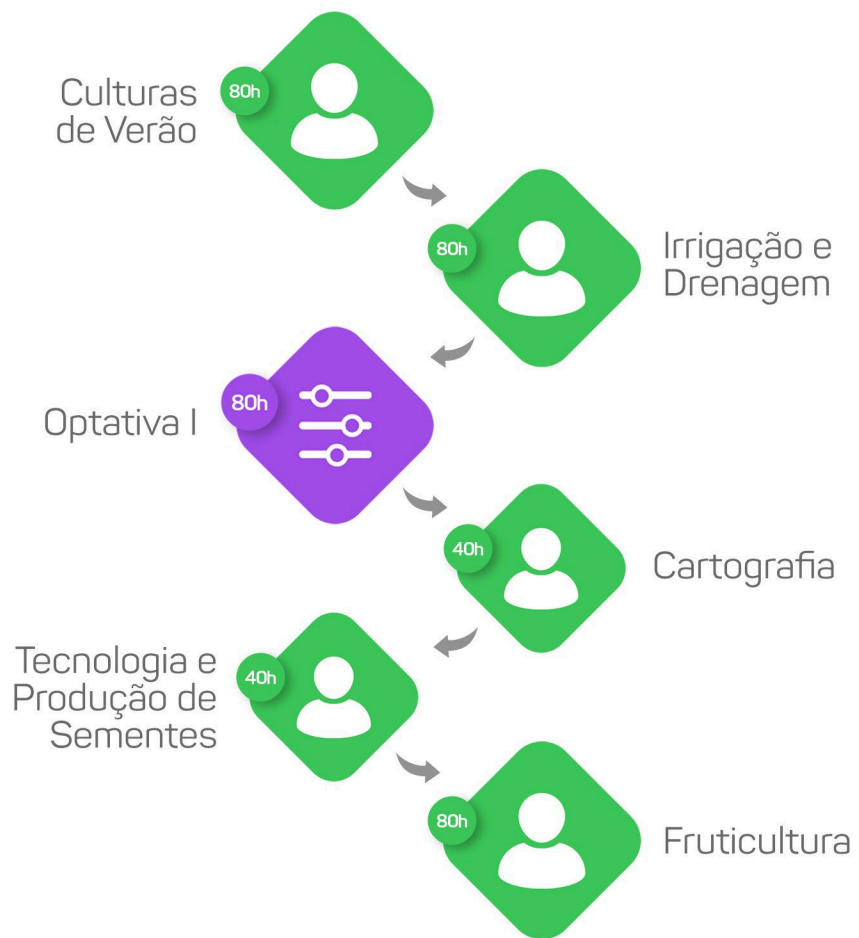 Culturas
de Verão
80h
80h
Irrigação e
Drenagem
Optativa I
80h
40h
Cartografia
Tecnologia e
Produção de
Sementes
40h
80h
Fruticultura